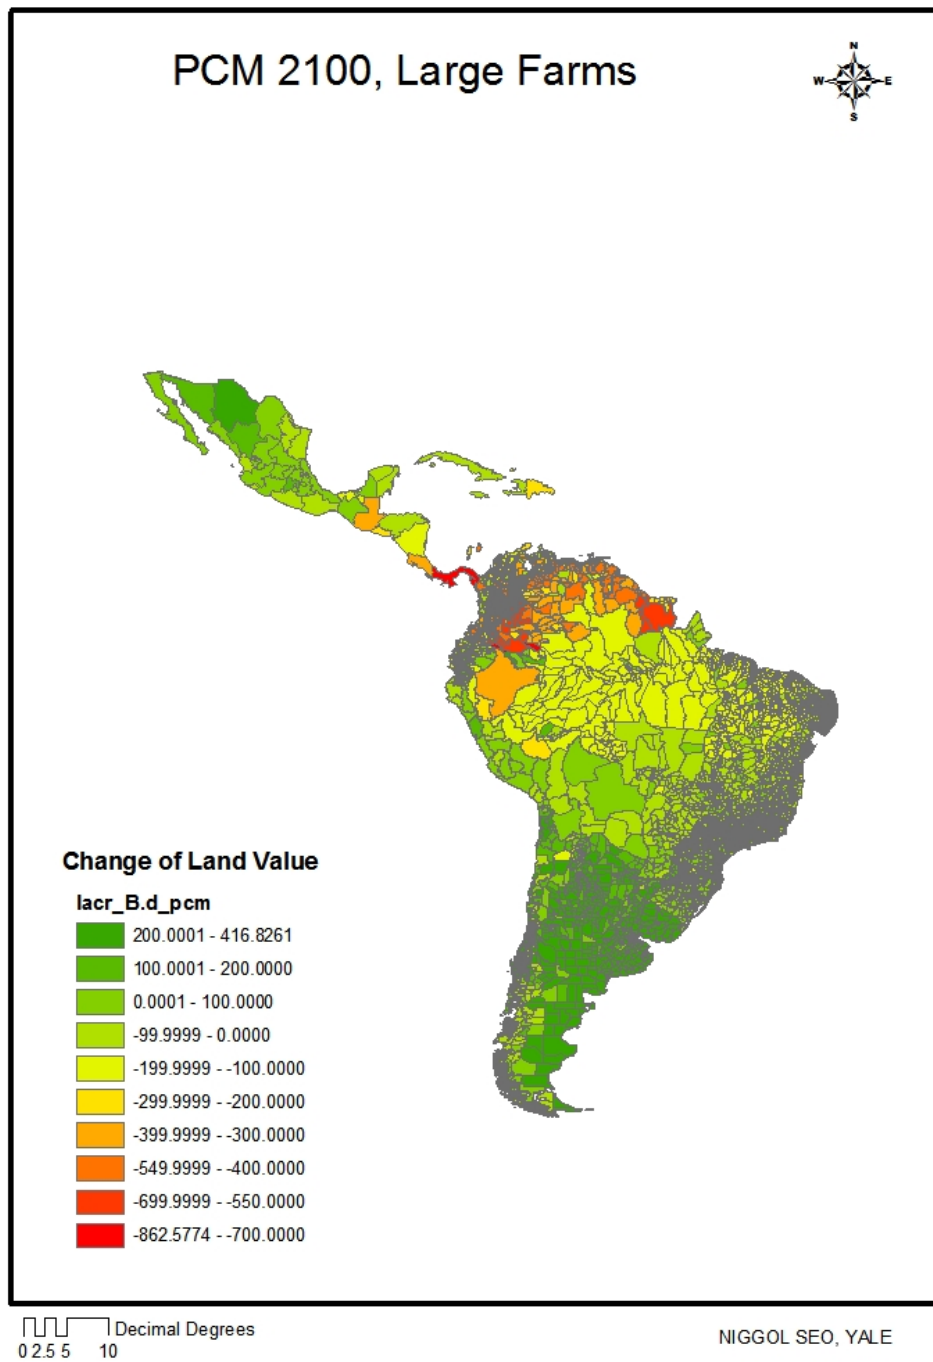 PCM 2100, Large Farms
N
W E
S
Change of Land Value
lacr_B.d_pcm
200.0001 - 416.8261
100.0001 - 200.0000
0.0001 - 100.0000
-99.9999 - 0.0000
-199.9999 - -100.0000
-299.9999 - -200.0000
-399.9999 - -300.0000
-549.9999 - -400.0000
-699.9999 - -550.0000
-862.5774 - -700.0000
Decimal Degrees
0 2.5 5 10
NIGGOL SEO, YALE